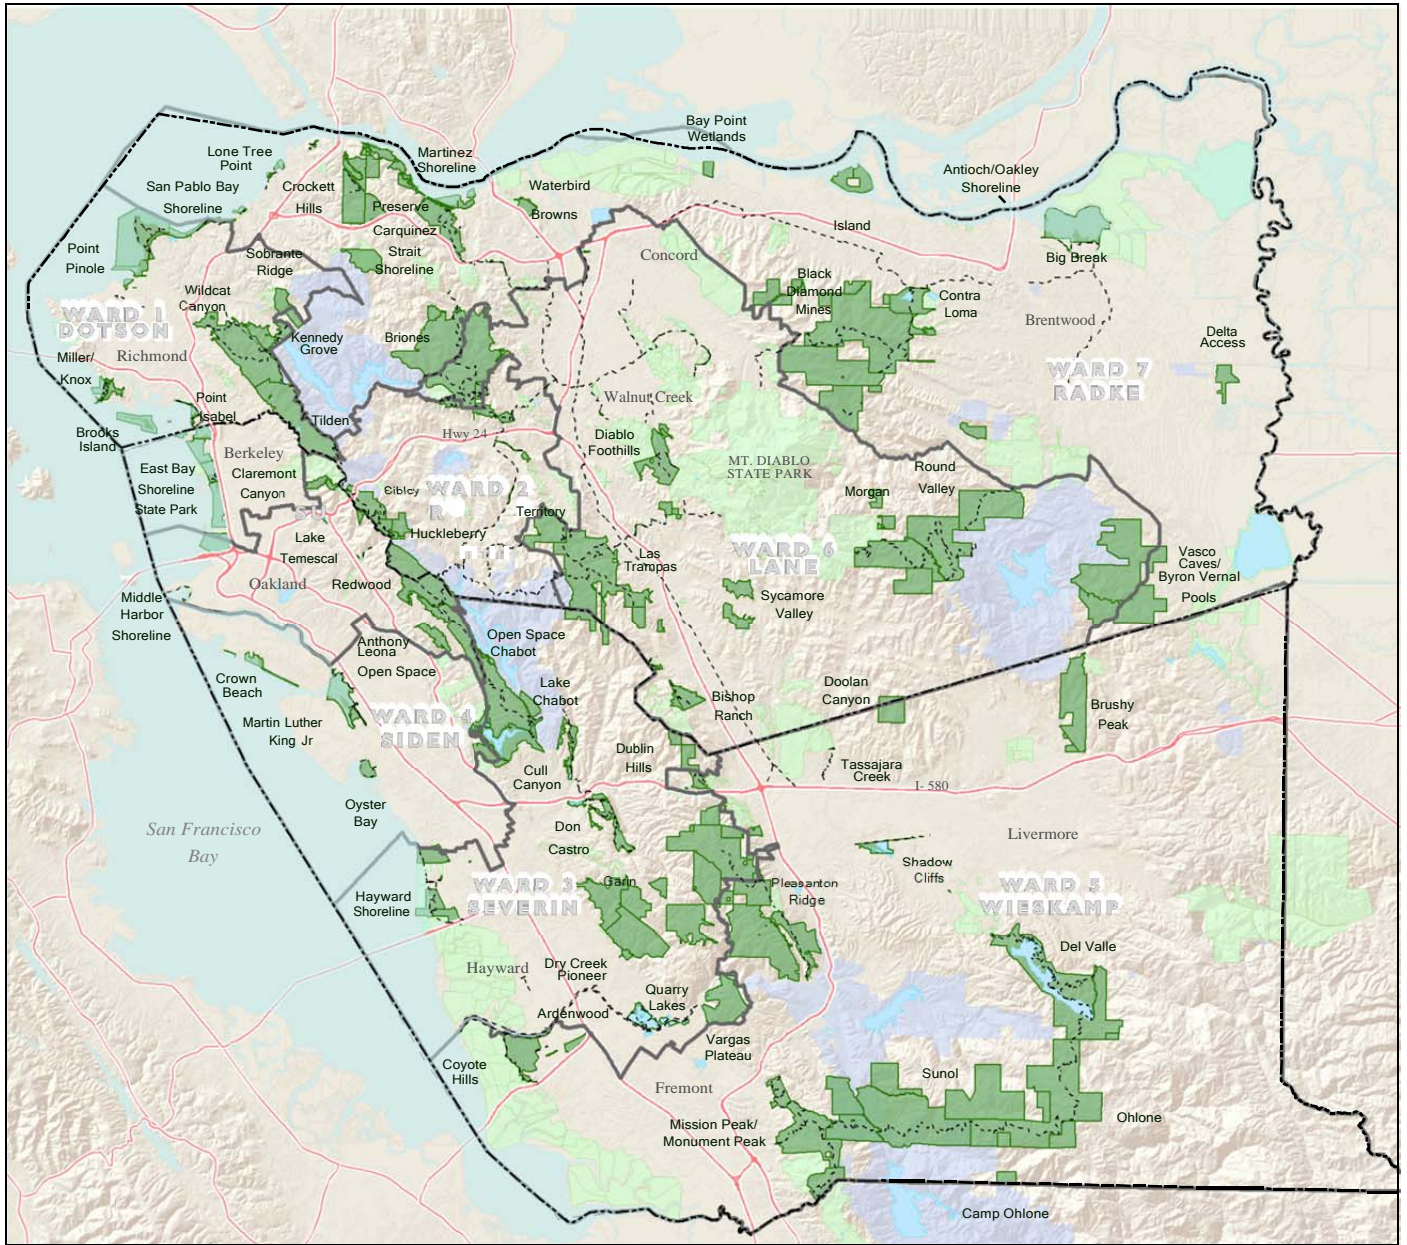 Bay Point
Wetlands
Lone Tree
Point
Martinez
Shoreline
San Pablo Bay
Shoreline
Crockett
Hills
Waterbird
Antioch/Oakley
Shoreline
Preserve
Browns
Carquinez
Strait
Shoreline
Island
Point
Pinole
Sobrante
Ridge
Concord
Big Break
Wildcat
Canyon
Black
Diamond
Mines
Contra
Loma
Brentwood
WARD 1
DOTSON
Richmond
Kennedy
Grove
Briones
Delta
Access
Miller/
Knox
WARD 7
RADKE
Point
Isabel
Walnut Creek
Tilden
Brooks
Island
Hwy 24
Diablo
Foothills
Berkeley
MT. DIABLO
STATE PARK
East Bay
Shoreline
State Park
Claremont
Canyon
Round
Valley
Sibley
WARD 2
R
Morgan
Territory
Huckleberry
Lake
Temescal
WARD 6
LANE
Las
Trampas
Vasco
Caves/
Byron Vernal
Pools
Oakland
Redwood
Middle
Harbor
Shoreline
Sycamore
Valley
Anthony
Leona
Open Space
Open Space
Chabot
Crown
Beach
Lake
Chabot
Bishop
Ranch
Doolan
Canyon
Brushy
Peak
Martin Luther
King Jr
WARD 4
SIDEN
Dublin
Hills
Cull
Canyon
Tassajara
Creek
I- 580
Oyster
Bay
San Francisco
Bay
Don
Castro
Livermore
Shadow
Cliffs
Garin
Pleasanton
Ridge
WARD 3
SEVERIN
WARD 5
WIESKAMP
Hayward
Shoreline
Del Valle
Hayward
Dry Creek
Pioneer
Quarry
Lakes
Ardenwood
Vargas
Plateau
Coyote
Hills
Fremont
Sunol
Mission Peak/
Monument Peak
Ohlone
Camp Ohlone